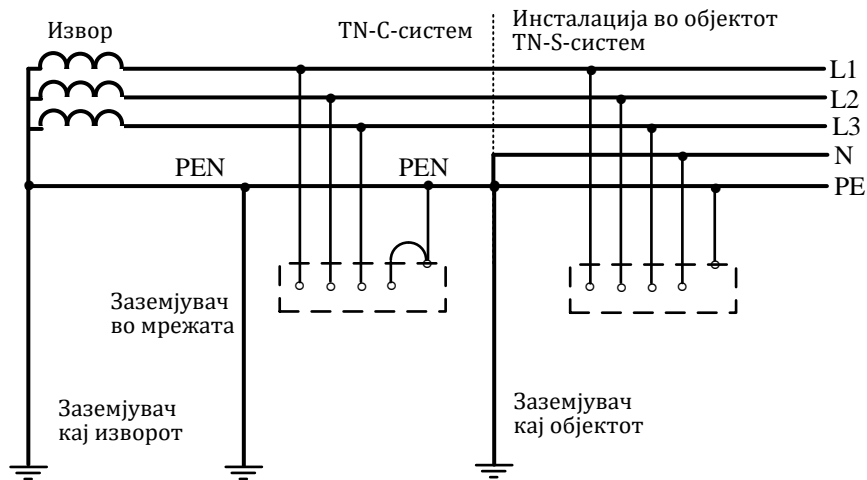 Извор
TN-C-систем
Инсталација во објектот
TN-S-систем
L1
L2
L3
N
PEN
PEN
PE
Заземјувач
во мрежата
Заземјувач
кај изворот
Заземјувач
кај објектот